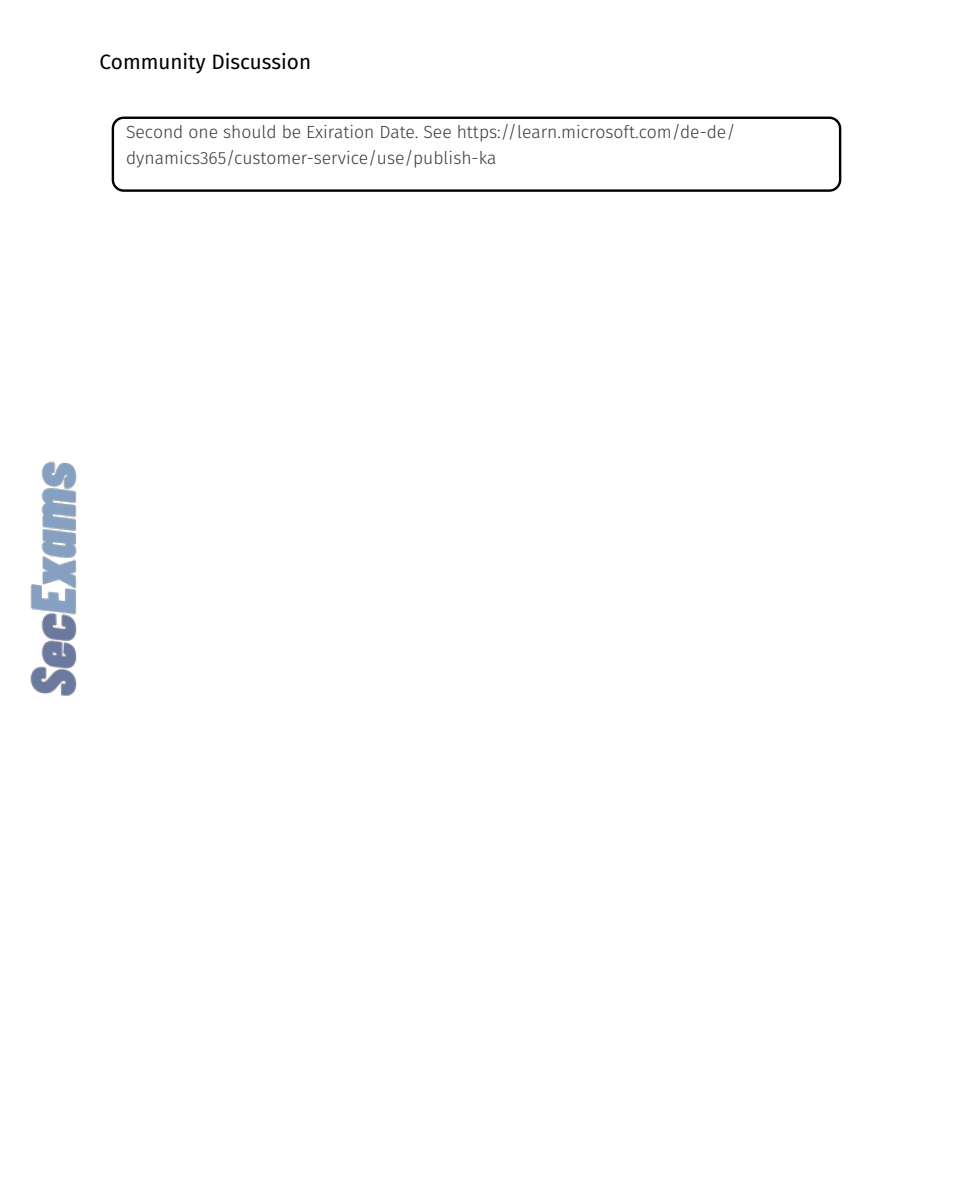 Community Discussion
Second one should be Exiration Date. See https://learn.microsoft.com/de-de/
dynamics365/customer-service/use/publish-ka
SecExams